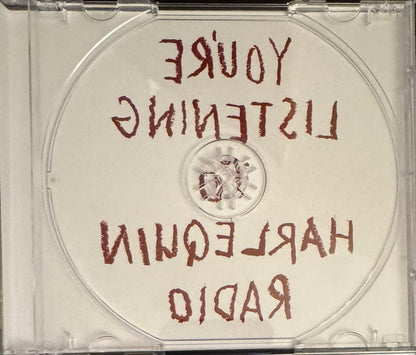 YOU'RE
LISTENING
TO
HARLEQUIN
RADIO